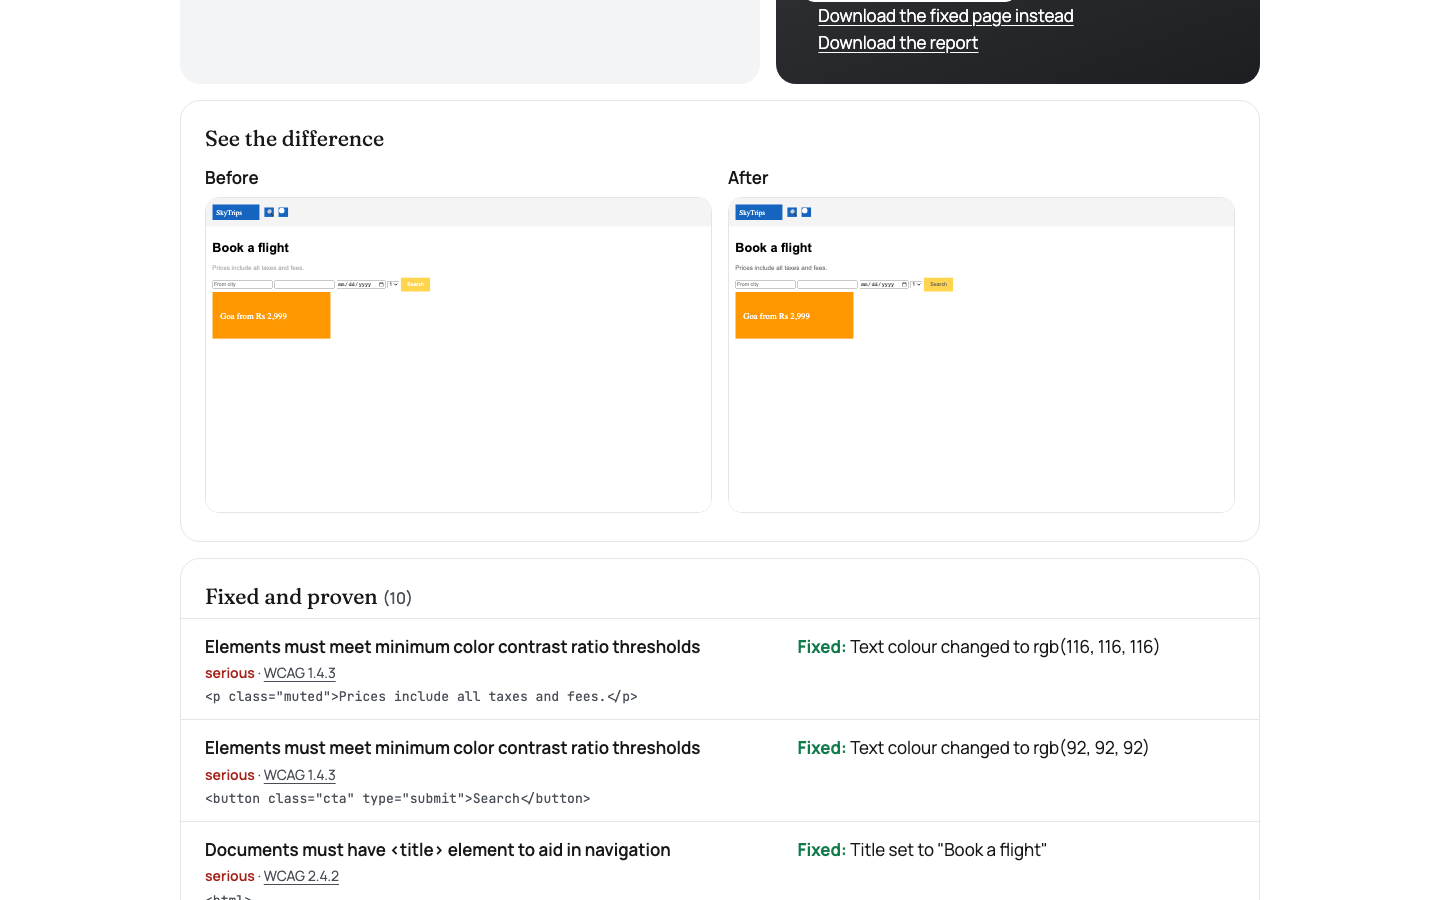 Download the fixed page instead
Download the report
See the difference
Before
After
SkyTrips
Book a flight
Prices include all taxes and fees.
From city
mm/dd/yyyy
1
Search
Goa from Rs 2,999
SkyTrips
Book a flight
Prices include all taxes and fees.
From city
mm/dd/yyyy
1
Search
Goa from Rs 2,999
Fixed and proven (10)
Elements must meet minimum color contrast ratio thresholds
Fixed: Text colour changed to rgb(116, 116, 116)
serious · WCAG 1.4.3
<p class="muted">Prices include all taxes and fees.</p>
Elements must meet minimum color contrast ratio thresholds
Fixed: Text colour changed to rgb(92, 92, 92)
serious · WCAG 1.4.3
<button class="cta" type="submit">Search</button>
Documents must have <title> element to aid in navigation
Fixed: Title set to "Book a flight"
serious · WCAG 2.4.2
<html>